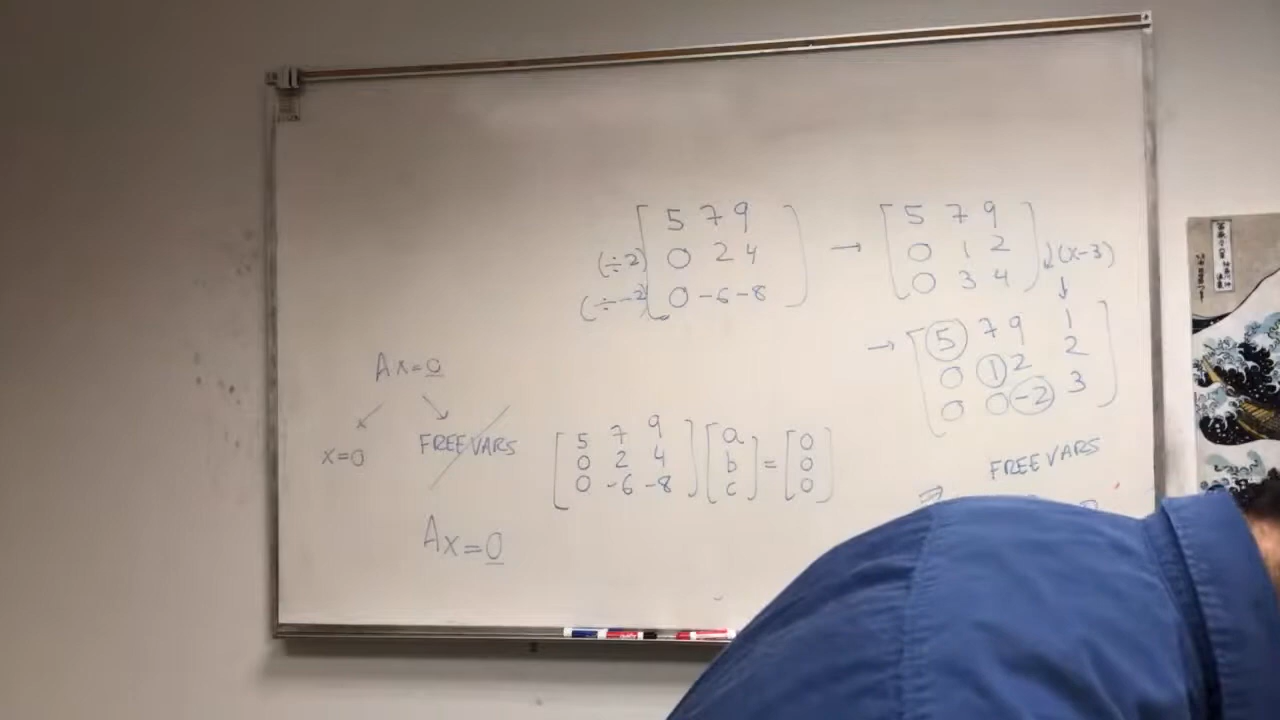 [5 7 9]
(÷2) [0 2 4]
(÷-2) [0 -6 -8]
→ [5 7 9]
[0 1 2]
[0 3 4]
↓(x-3)
↓
→ [5 7 9 1]
[0 1 2 2]
[0 0 -2 3]
Ax=0
x=0 FREE VARS
[5 7 9] [a] = [0]
[0 2 4] [b] [0]
[0 -6 -8] [c] [0]
Ax=0
FREE VARS
⇒